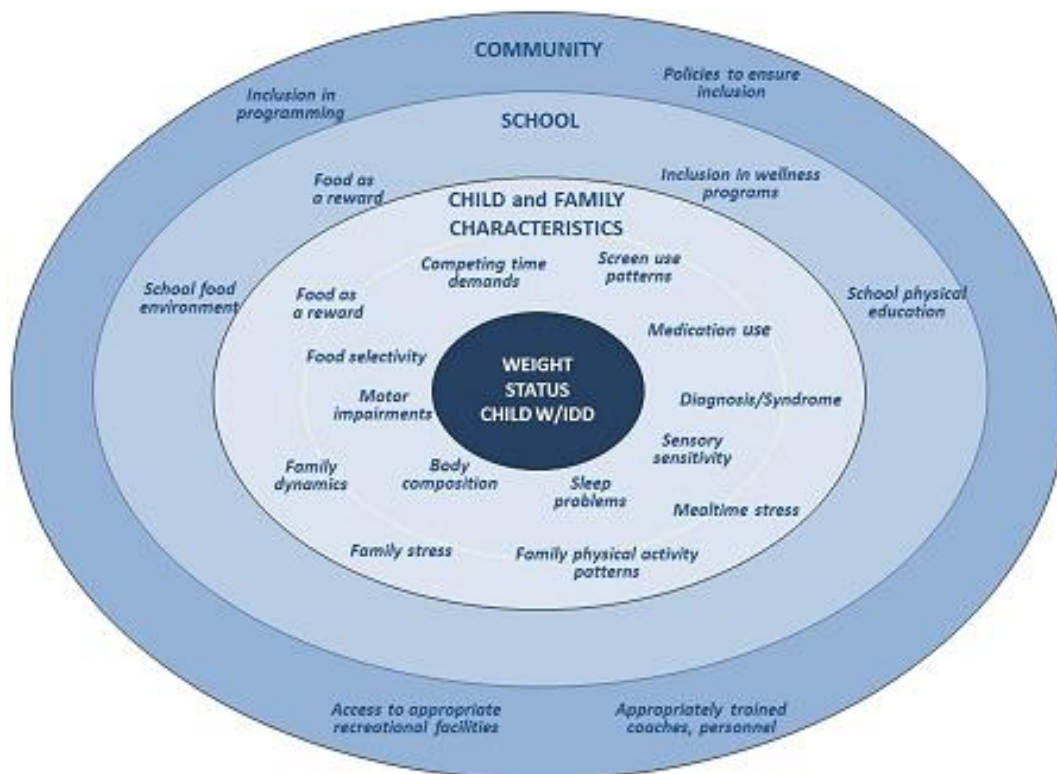 COMMUNITY
Policies to ensure
inclusion
Inclusion in
programming
SCHOOL
Food as
a reward
Inclusion in wellness
programs
CHILD and FAMILY
CHARACTERISTICS
Competing time
demands
Screen use
patterns
School food
environment
Food as
a reward
School physical
education
Medication use
Food selectivity
WEIGHT
STATUS
CHILD W/IDD
Motor
impairments
Diagnosis/Syndrome
Sensory
sensitivity
Family
dynamics
Body
composition
Sleep
problems
Mealtime stress
Family stress
Family physical activity
patterns
Access to appropriate
recreational facilities
Appropriately trained
coaches, personnel